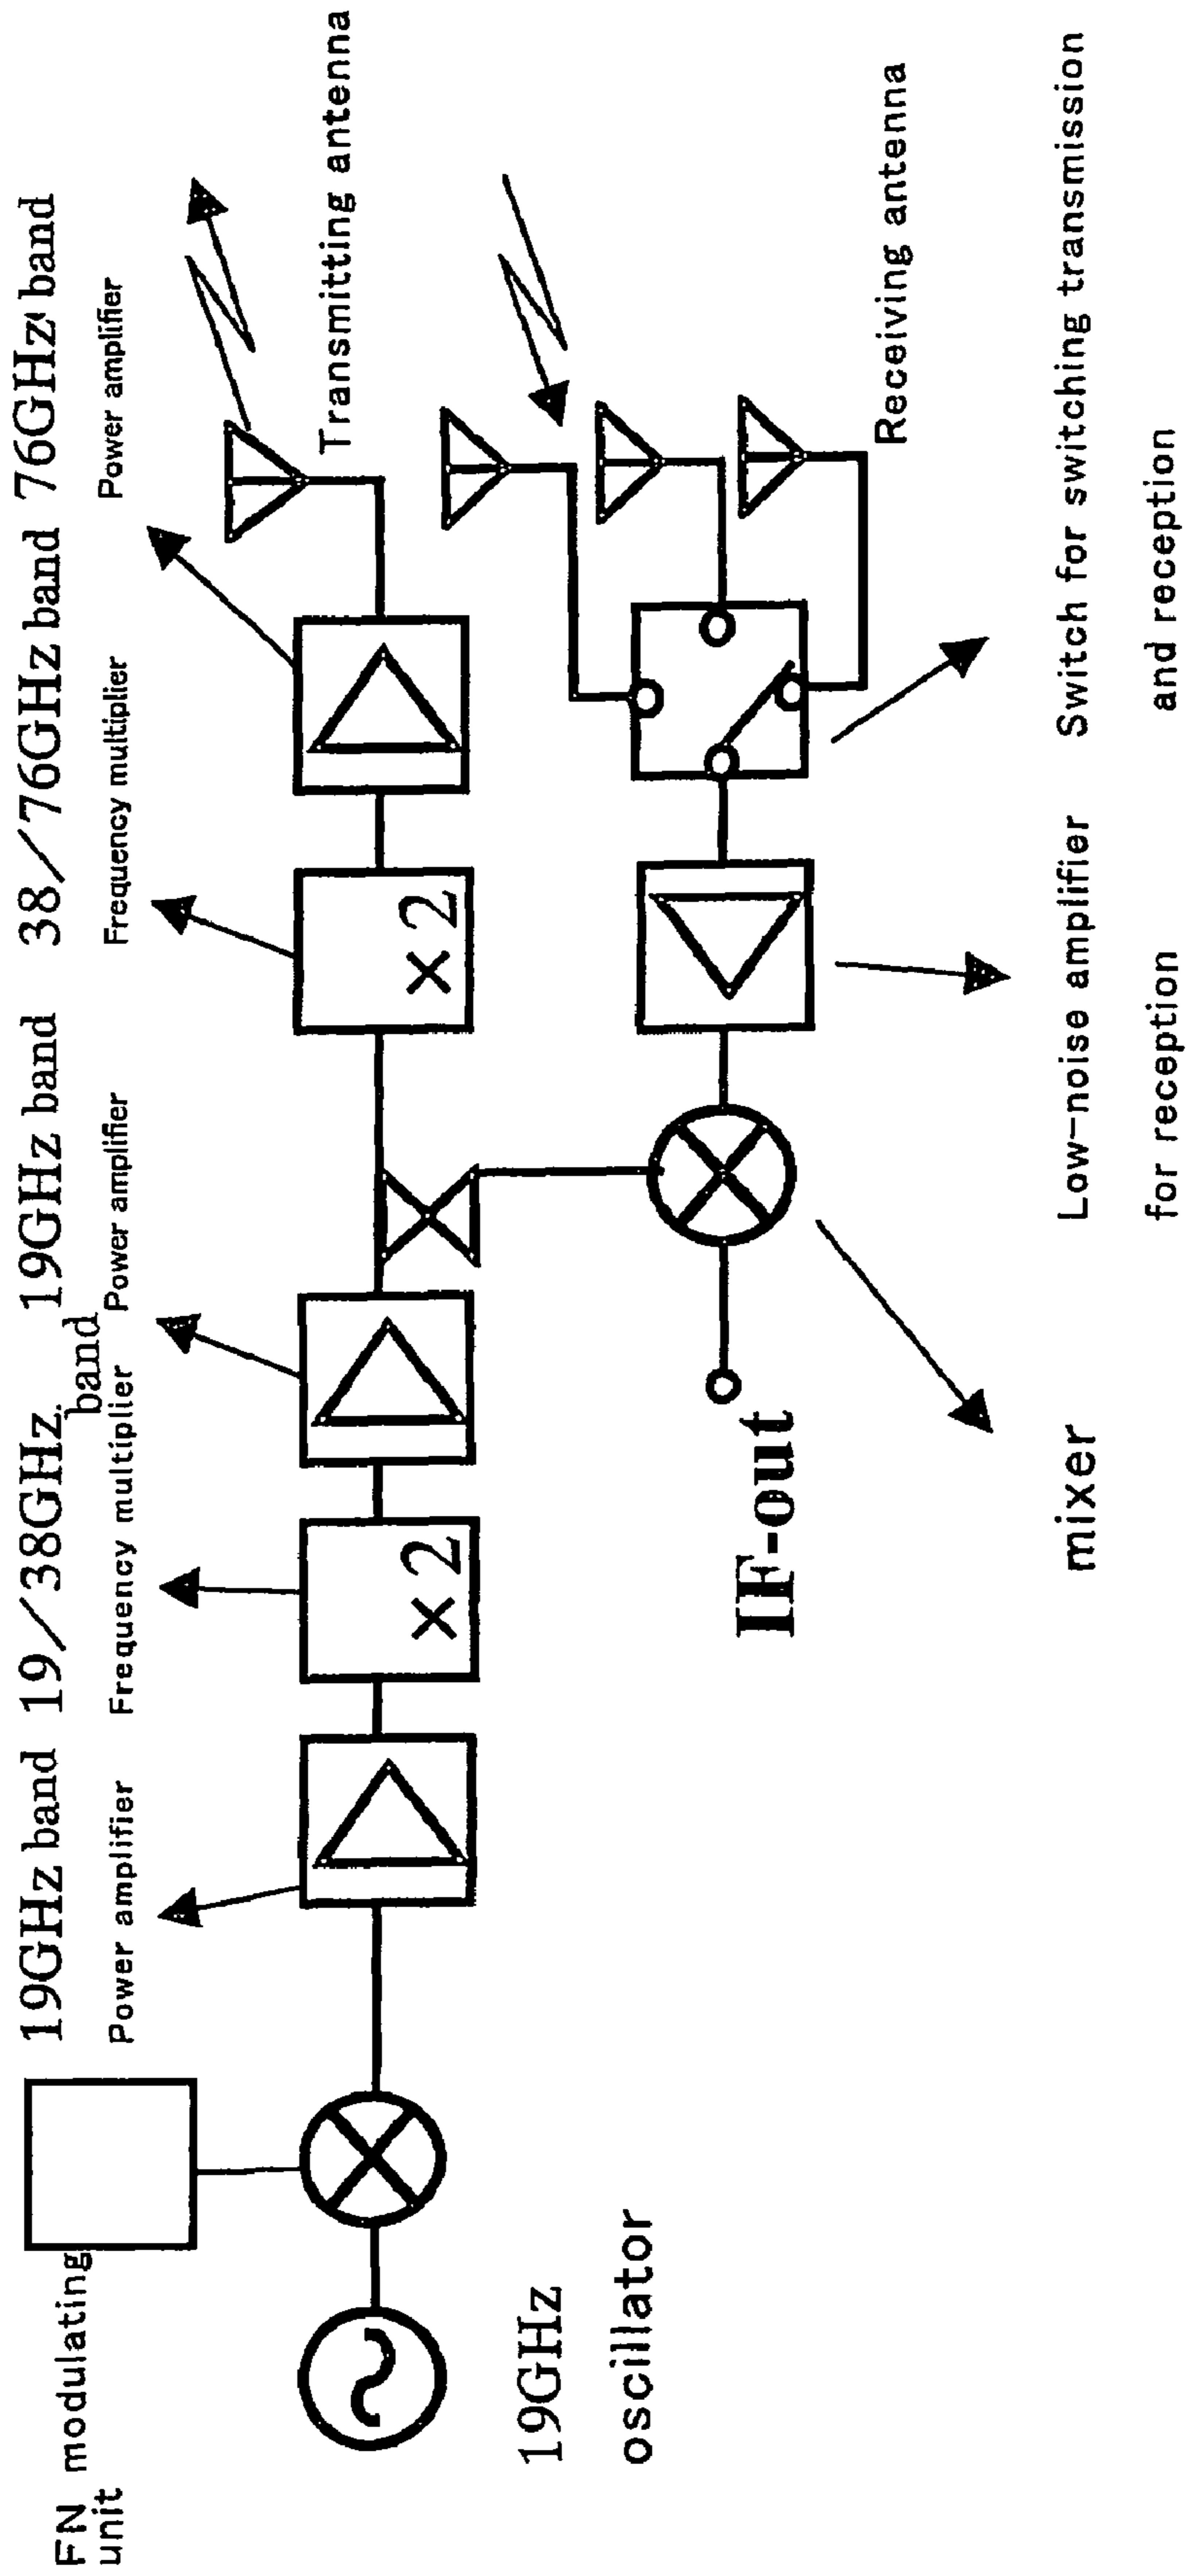 19GHz band 19/38GHz band 19GHz band 38/76GHz band 76GHz band
Power amplifier
Frequency multiplier
Power amplifier
Frequency multiplier
Power amplifier
FN modulating
unit
×2
×2
Transmitting antenna
19GHz
oscillator
IF-out
Receiving antenna
mixer
Low-noise amplifier
for reception
Switch for switching transmission
and reception